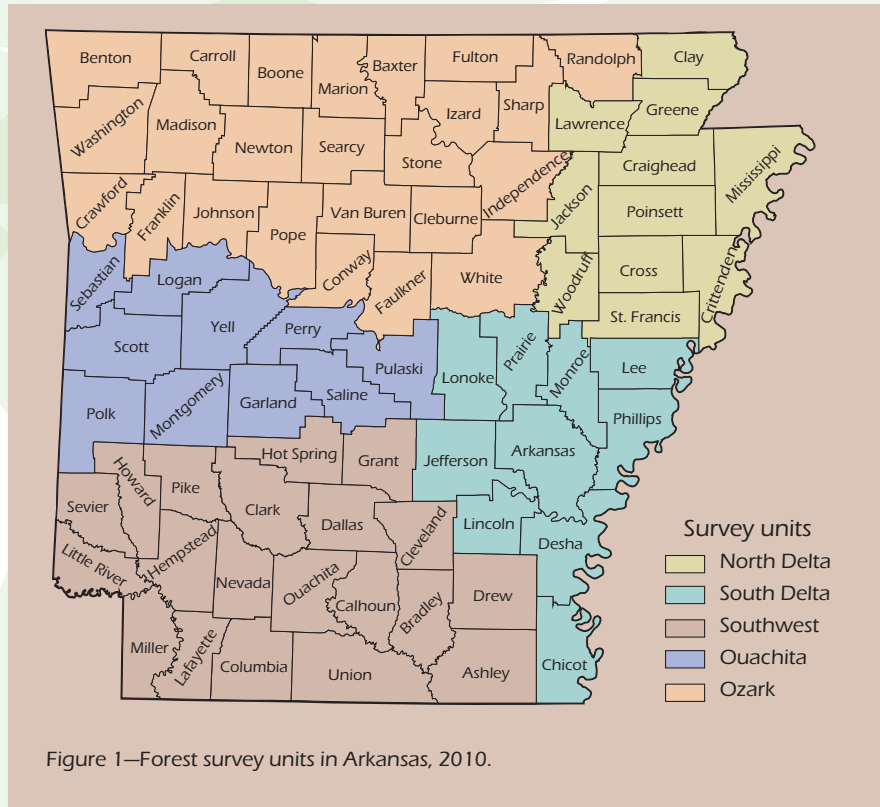 Benton
Carroll
Boone
Marion
Baxter
Fulton
Randolph
Clay
Washington
Madison
Newton
Searcy
Stone
Izard
Sharp
Lawrence
Greene
Independence
Jackson
Craighead
Mississippi
Crawford
Franklin
Johnson
Pope
Van Buren
Cleburne
Poinsett
Sebastian
Logan
Conway
Faulkner
White
Woodruff
Cross
Crittenden
St. Francis
Scott
Yell
Perry
Pulaski
Lonoke
Prairie
Monroe
Lee
Polk
Montgomery
Garland
Saline
Phillips
Hot Spring
Grant
Jefferson
Arkansas
Sevier
Howard
Pike
Clark
Dallas
Cleveland
Lincoln
Desha
Little River
Hempstead
Nevada
Ouachita
Calhoun
Bradley
Drew
Miller
Lafayette
Columbia
Union
Ashley
Chicot
Survey units
North Delta
South Delta
Southwest
Ouachita
Ozark
Figure 1—Forest survey units in Arkansas, 2010.